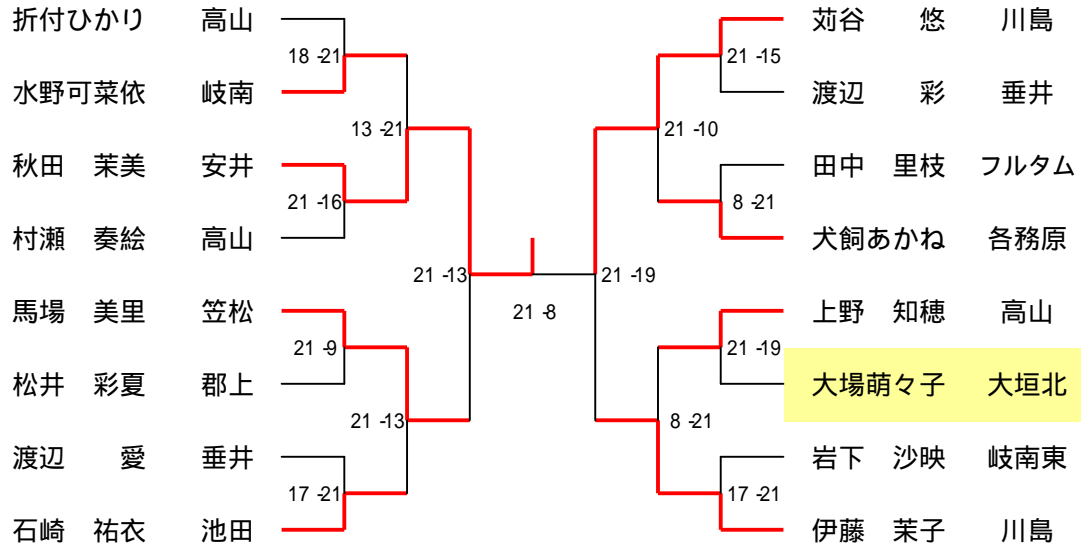 折付ひかり 高山
18 -21
水野可菜依 岐南
13 -21
秋田 茉美 安井
21 -16
村瀬 奏絵 高山
21 -13
馬場 美里 笠松
21 -9
松井 彩夏 郡上
21 -13
渡辺 愛 垂井
17 -21
石崎 祐衣 池田
21 -8
苅谷 悠 川島
21 -15
渡辺 彩 垂井
21 -10
田中 里枝 フルタム
8 -21
犬飼あかね 各務原
21 -19
上野 知穂 高山
21 -19
大場萌々子 大垣北
8 -21
岩下 沙映 岐南東
17 -21
伊藤 茉子 川島